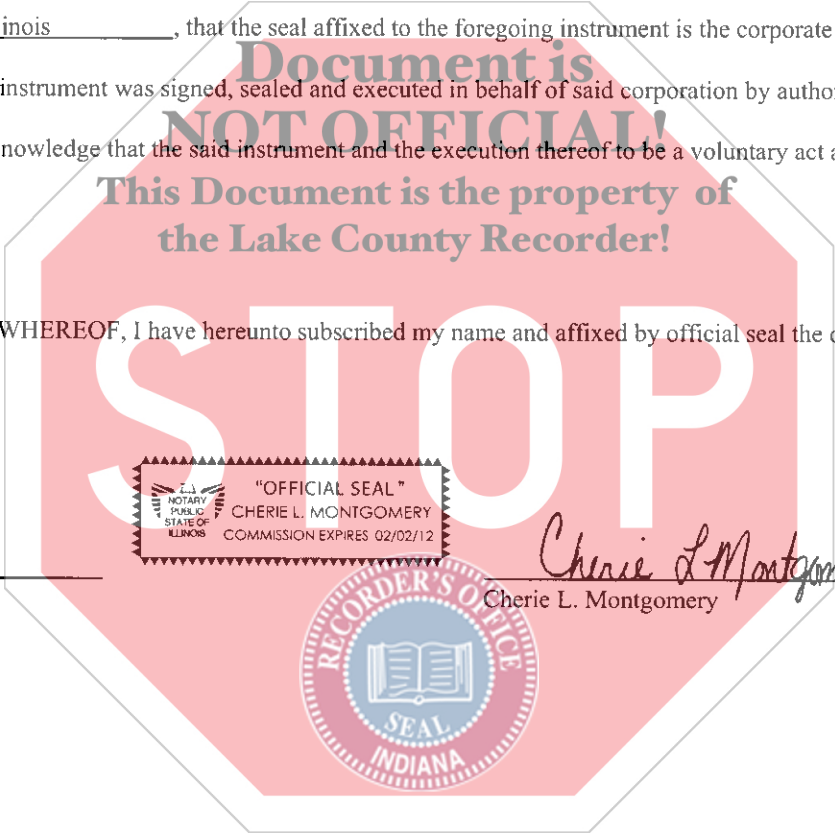 inois, that the seal affixed to the foregoing instrument is the corporate
Document is
instrument was signed, sealed and executed in behalf of said corporation by author
NOT OFFICIAL!
nowledge that the said instrument and the execution thereof to be a voluntary act a
This Document is the property of
the Lake County Recorder!
WHEREOF, I have hereunto subscribed my name and affixed by official seal the d
STOP
"OFFICIAL SEAL"
NOTARY
PUBLIC
STATE OF
ILLINOIS
CHERIE L. MONTGOMERY
COMMISSION EXPIRES 02/02/12
Cherie L Montgom
Cherie L. Montgomery
RECORDER'S OFFICE
SEAL
INDIANA